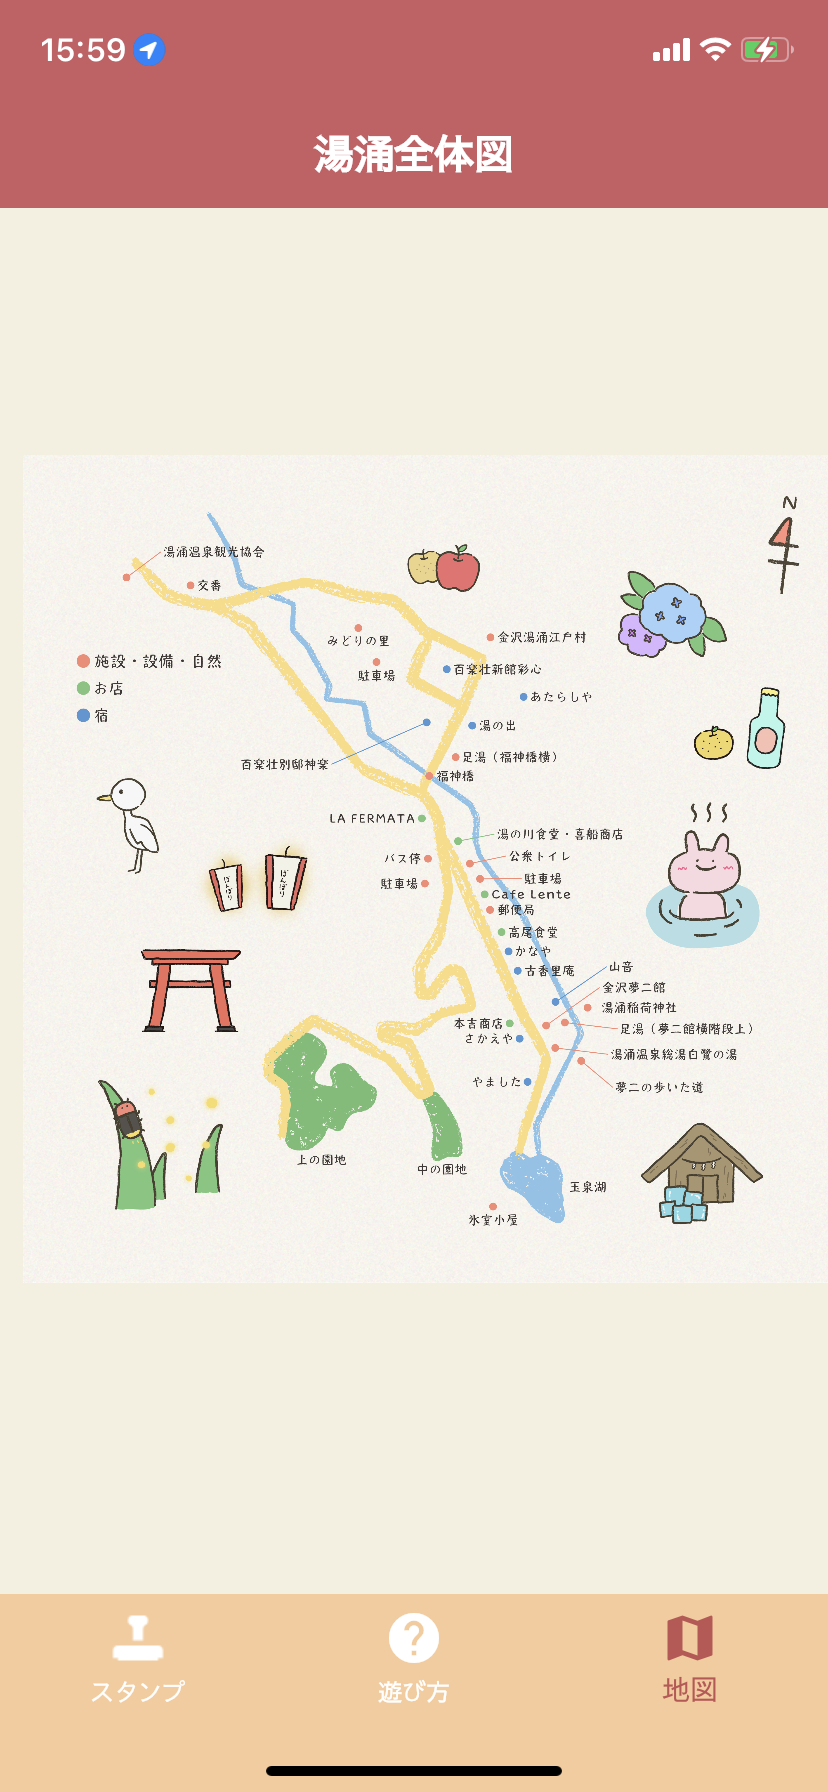 15:59
湯涌全体図
N
湯涌温泉観光協会
交番
みどりの里
金沢湯涌江戸村
施設・設備・自然
駐車場
百楽荘新館彩心
お店
あたらしや
宿
湯の出
足湯（福神橋横）
百楽荘別邸神楽
福神橋
LA FERMATA
湯の川食堂・喜船商店
バス停
公衆トイレ
駐車場
駐車場
Cafe Lente
ぼんぼり
ぼんぼり
郵便局
高尾食堂
かなや
古香里庵
山音
金沢夢二館
湯涌稲荷神社
本吉商店
足湯（夢二館横階段上）
さかえや
湯涌温泉総湯白鷺の湯
やました
夢二の歩いた道
上の園地
中の園地
玉泉湖
氷室小屋
スタンプ
遊び方
地図